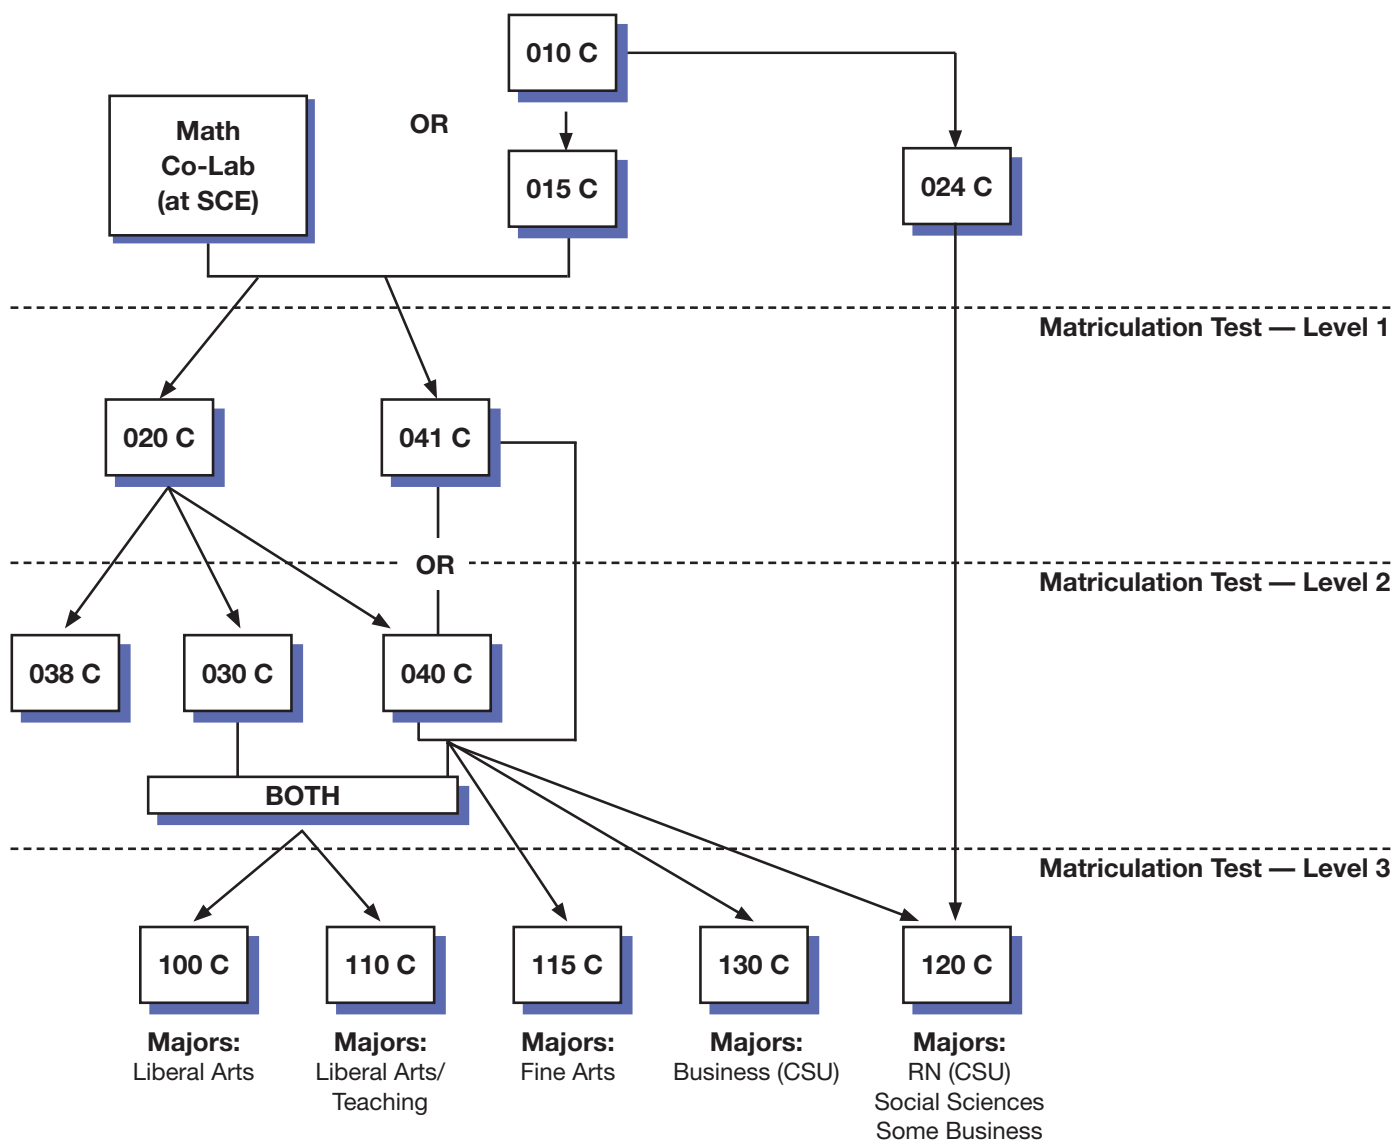 010 C
OR
Math
Co-Lab
(at SCE)
015 C
024 C
Matriculation Test — Level 1
020 C
041 C
OR
Matriculation Test — Level 2
038 C
030 C
040 C
BOTH
Matriculation Test — Level 3
100 C
110 C
115 C
130 C
120 C
Majors:
Liberal Arts
Majors:
Liberal Arts/
Teaching
Majors:
Fine Arts
Majors:
Business (CSU)
Majors:
RN (CSU)
Social Sciences
Some Business